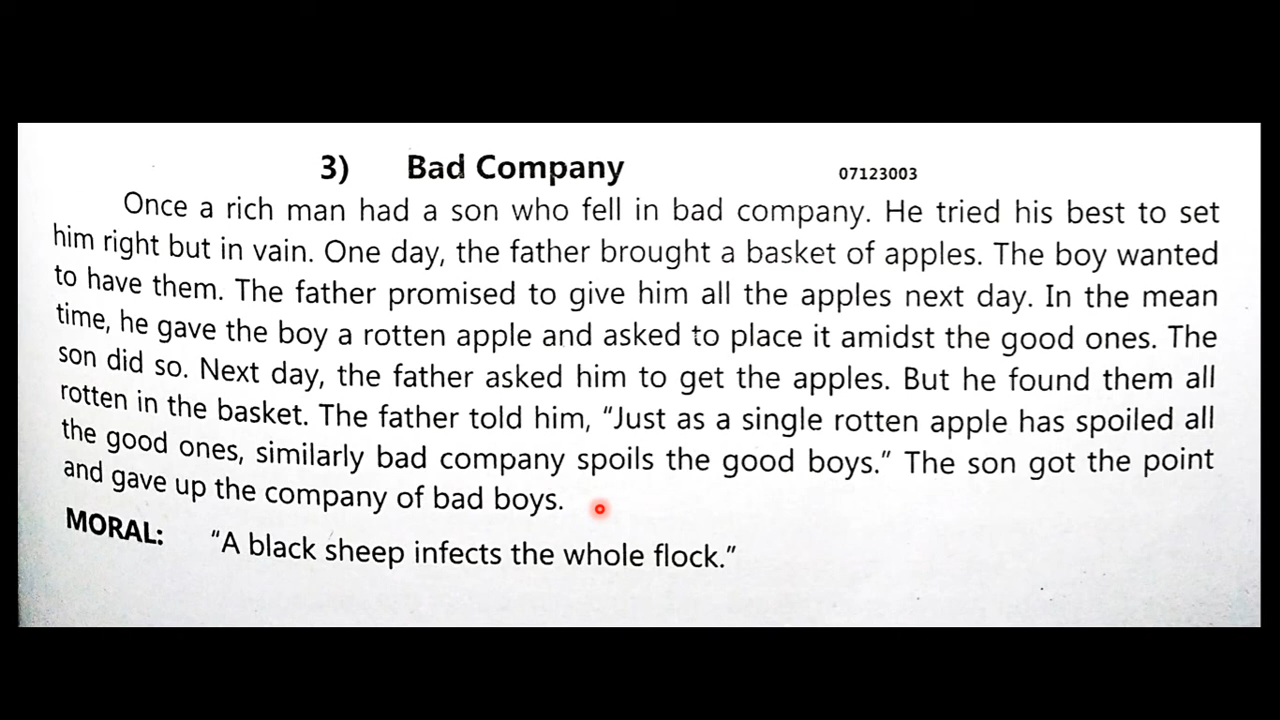 3) Bad Company 07123003
Once a rich man had a son who fell in bad company. He tried his best to set
him right but in vain. One day, the father brought a basket of apples. The boy wanted
to have them. The father promised to give him all the apples next day. In the mean
time, he gave the boy a rotten apple and asked to place it amidst the good ones. The
son did so. Next day, the father asked him to get the apples. But he found them all
rotten in the basket. The father told him, “Just as a single rotten apple has spoiled all
the good ones, similarly bad company spoils the good boys.” The son got the point
and gave up the company of bad boys.
MORAL: “A black sheep infects the whole flock.”